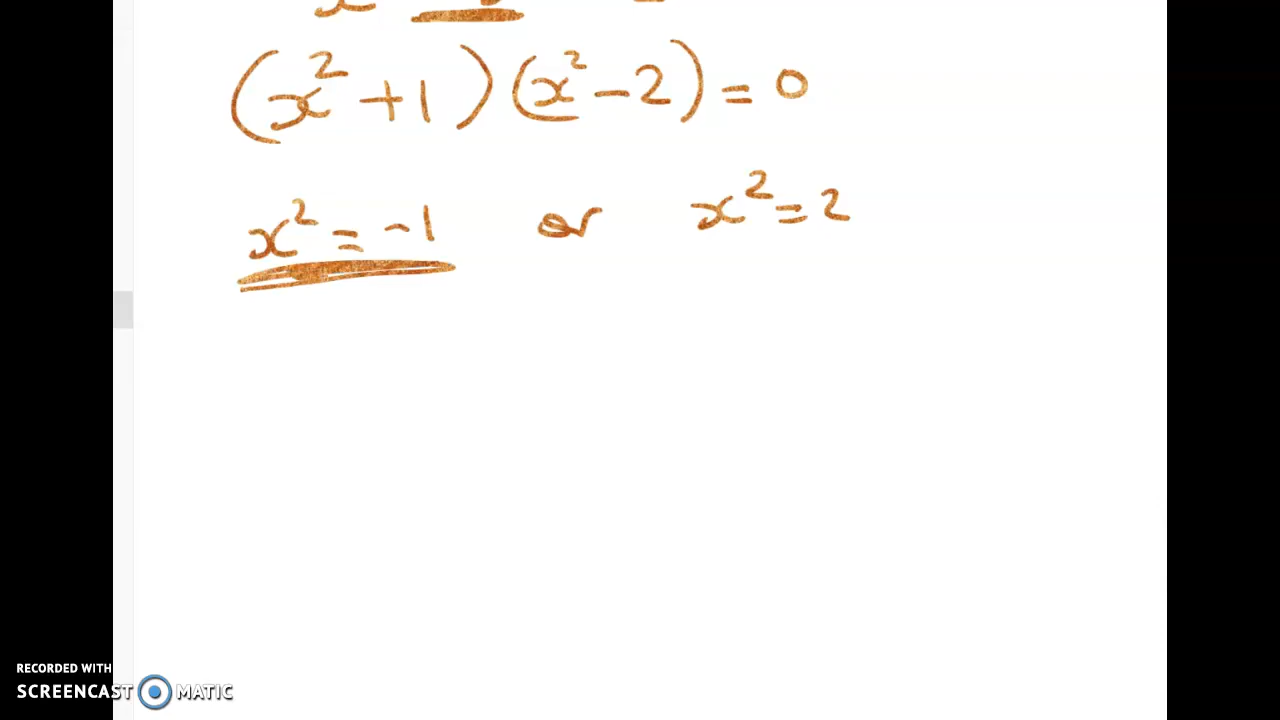 (x² + 1)(x² - 2) = 0
x² = -1 or x² = 2
RECORDED WITH
SCREENCAST MATIC